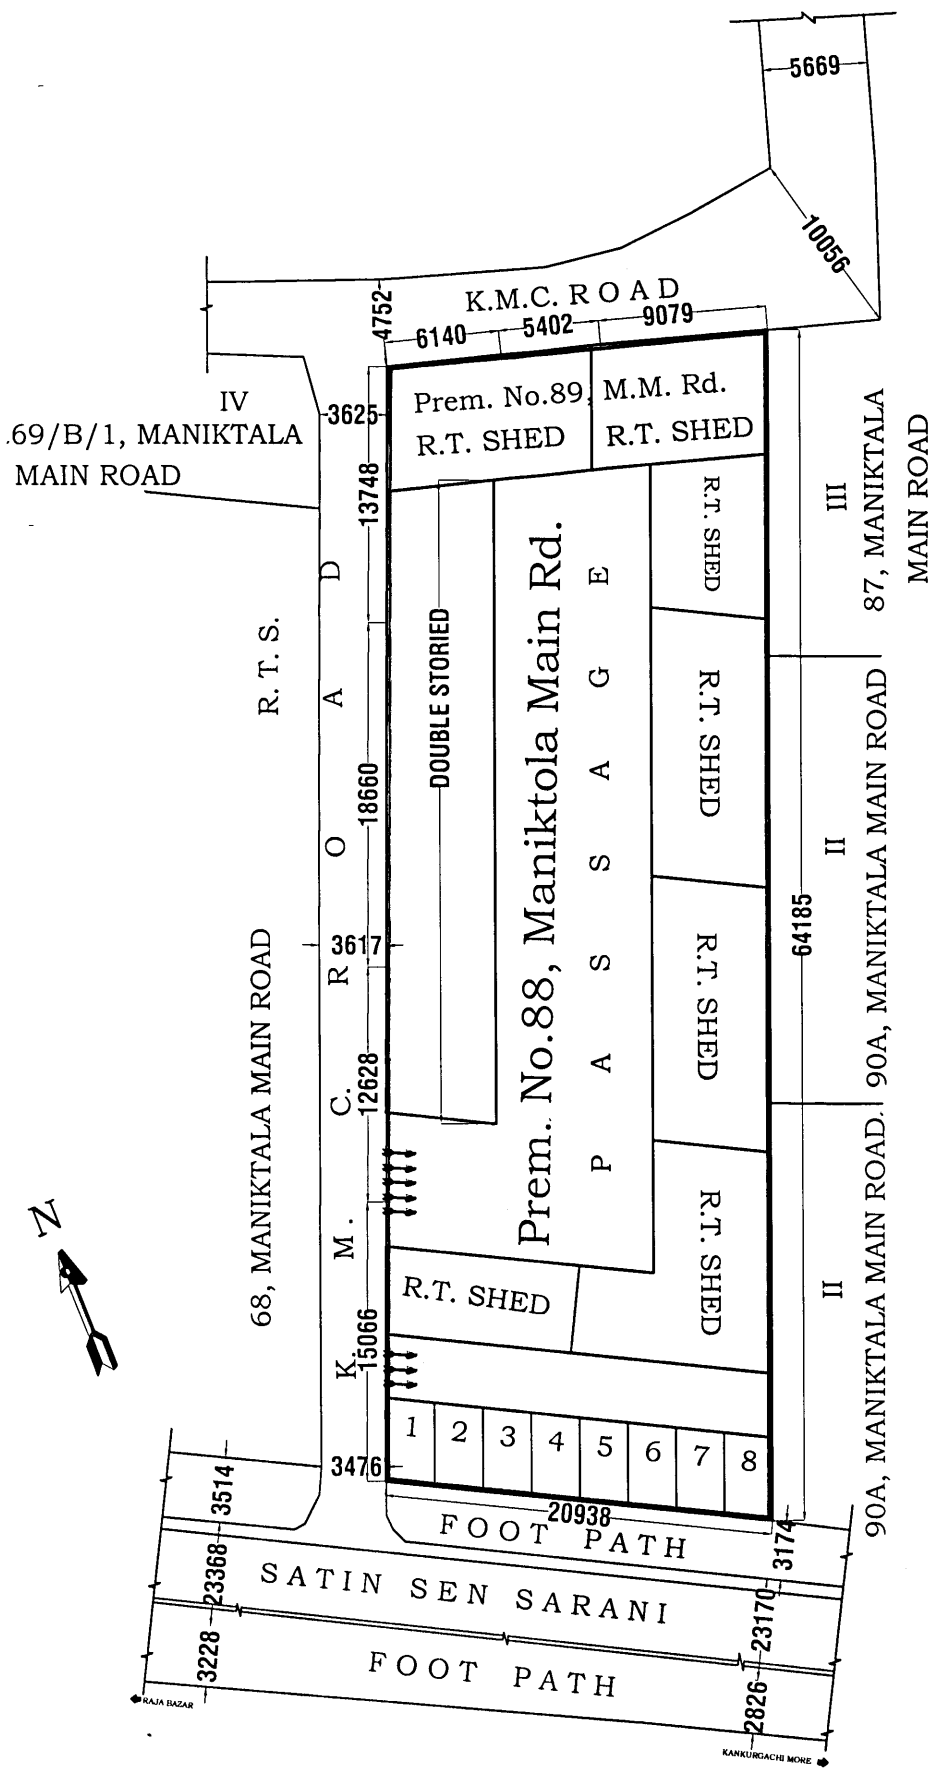 5669
10056
K.M.C. ROAD
4752
6140
5402
9079
Prem. No.89, M.M. Rd.
R.T. SHED
R.T. SHED
IV
.69/B/1, MANIKTALA
MAIN ROAD
3625
13748
18660
3617
12628
15066
3476
K. M. C. R O A D
R. T. S.
68, MANIKTALA MAIN ROAD
DOUBLE STORIED
Prem. No.88, Maniktola Main Rd.
P A S S S A G E
R.T. SHED
R.T. SHED
R.T. SHED
R.T. SHED
R.T. SHED
64185
III
87, MANIKTALA
MAIN ROAD
II
90A, MANIKTALA MAIN ROAD
II
90A, MANIKTALA MAIN ROAD.
N
1 2 3 4 5 6 7 8
20938
FOOT PATH
3514
3174
23368
SATIN SEN SARANI
23170
3228
FOOT PATH
2826
RAJA BAZAR
KANKURGACHI MORE